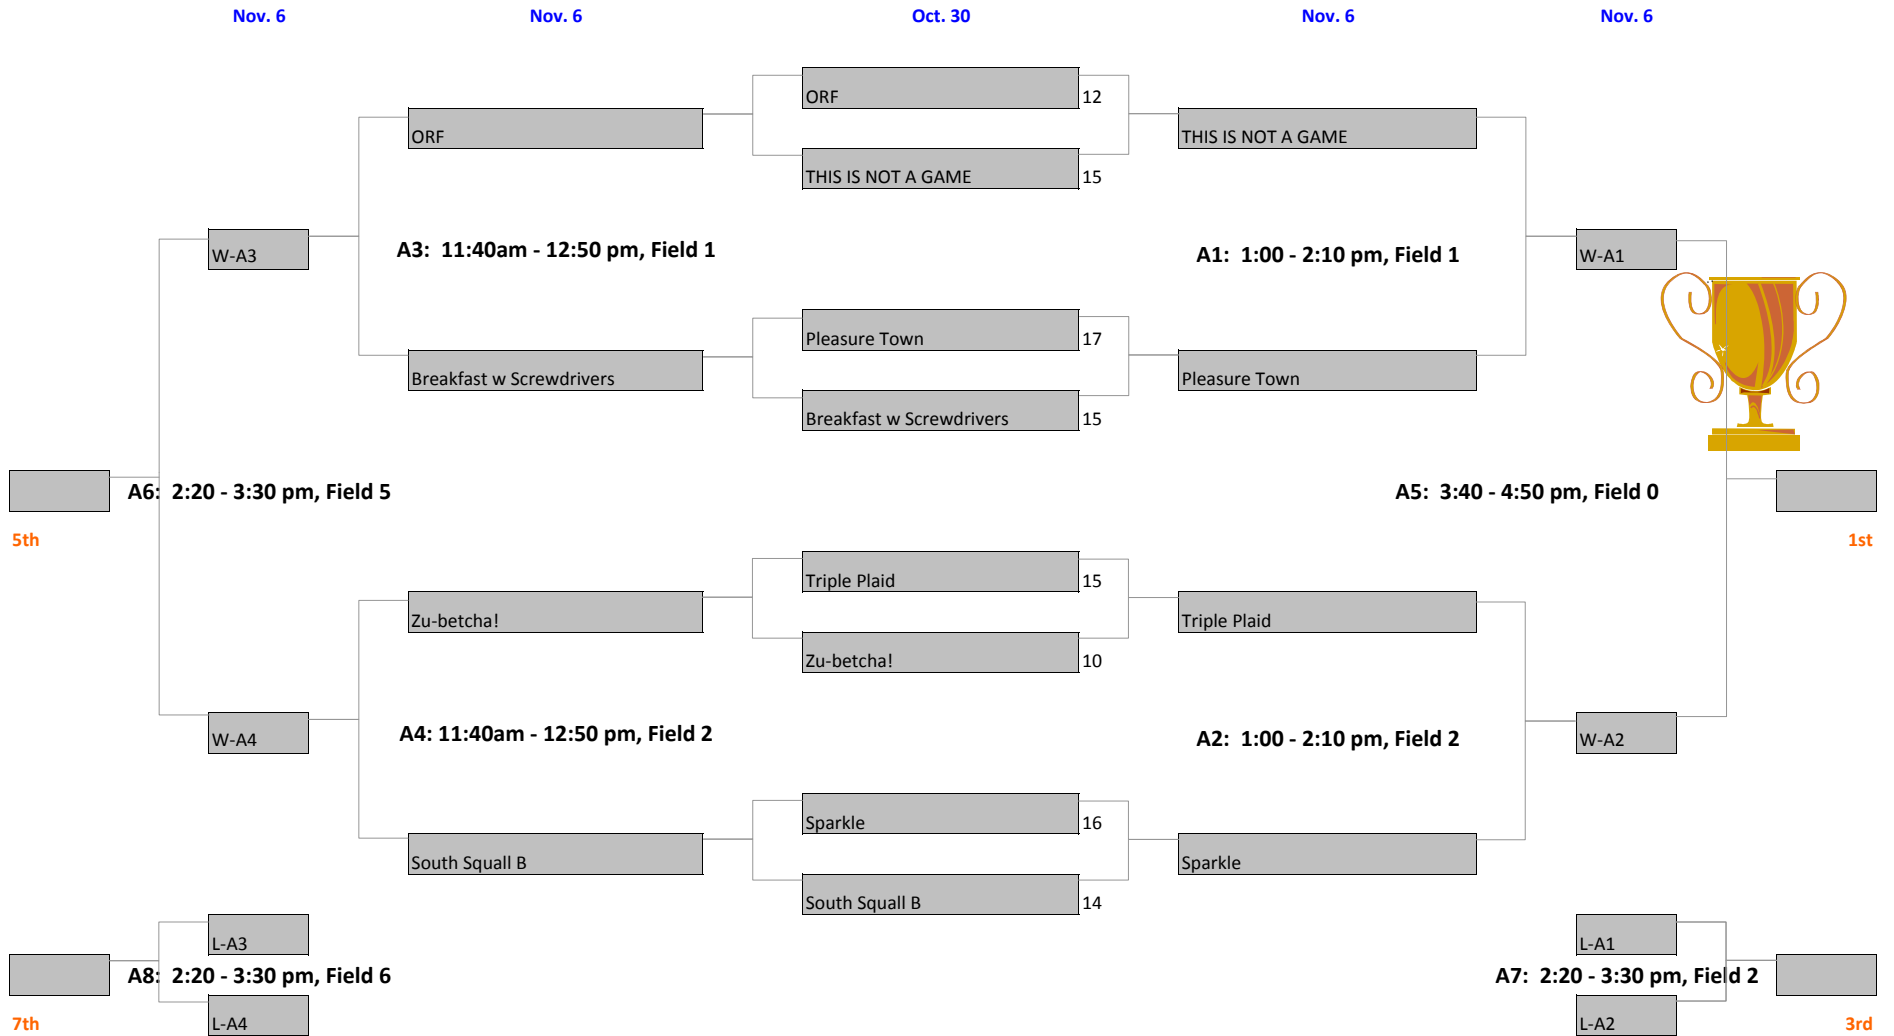 Nov. 6 Nov. 6 Oct. 30 Nov. 6 Nov. 6
ORF 12
ORF THIS IS NOT A GAME
THIS IS NOT A GAME 15
W-A3 A3: 11:40am - 12:50 pm, Field 1 A1: 1:00 - 2:10 pm, Field 1 W-A1
Pleasure Town 17
Breakfast w Screwdrivers Pleasure Town
Breakfast w Screwdrivers 15
A6: 2:20 - 3:30 pm, Field 5 A5: 3:40 - 4:50 pm, Field 0
5th 1st
Triple Plaid 15
Zu-betcha! Triple Plaid
Zu-betcha! 10
W-A4 A4: 11:40am - 12:50 pm, Field 2 A2: 1:00 - 2:10 pm, Field 2 W-A2
Sparkle 16
South Squall B Sparkle
South Squall B 14
L-A3 L-A1
A8: 2:20 - 3:30 pm, Field 6 A7: 2:20 - 3:30 pm, Field 2
7th L-A4 L-A2 3rd